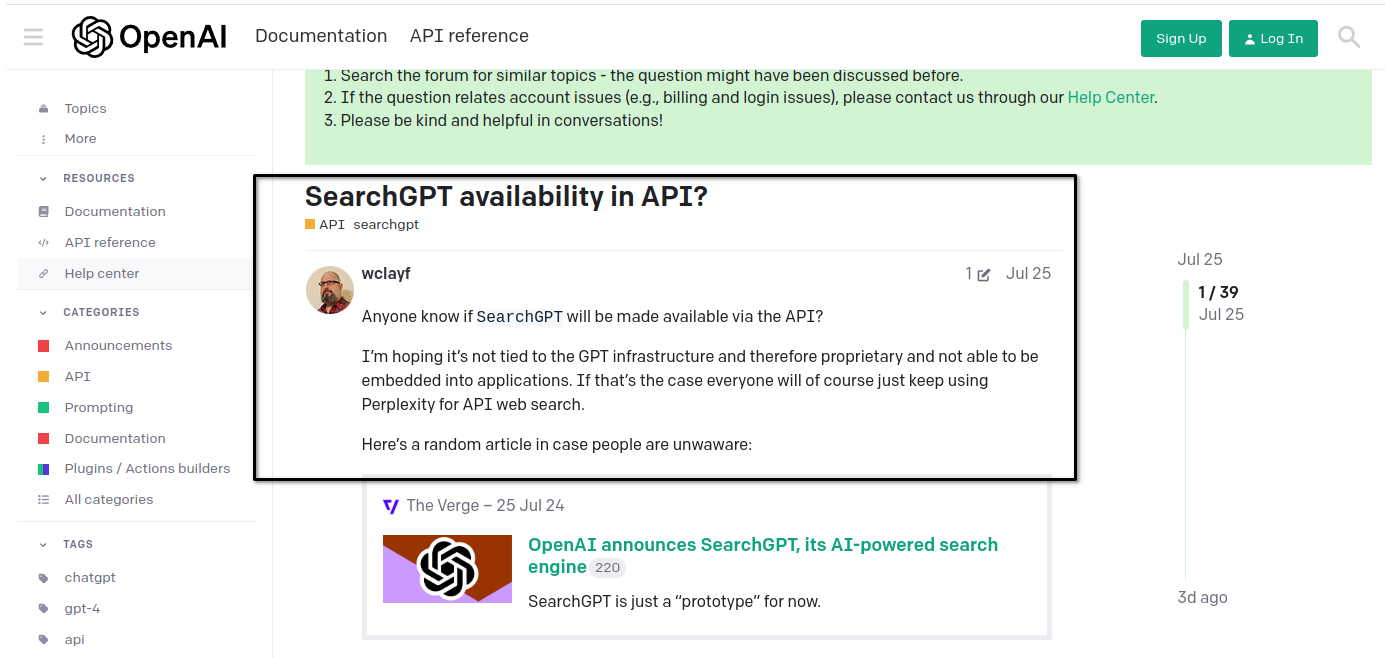 OpenAI Documentation API reference Sign Up Log In
1. Search the forum for similar topics - the question might have been discussed before.
2. If the question relates account issues (e.g., billing and login issues), please contact us through our Help Center.
3. Please be kind and helpful in conversations!
Topics
More
RESOURCES
Documentation
API reference
Help center
CATEGORIES
Announcements
API
Prompting
Documentation
Plugins / Actions builders
All categories
TAGS
chatgpt
gpt-4
api
SearchGPT availability in API?
API searchgpt
wclayf 1 Jul 25
Anyone know if SearchGPT will be made available via the API?
I'm hoping it's not tied to the GPT infrastructure and therefore proprietary and not able to be
embedded into applications. If that's the case everyone will of course just keep using
Perplexity for API web search.
Here's a random article in case people are unwaware:
The Verge – 25 Jul 24
OpenAI announces SearchGPT, its AI-powered search
engine 220
SearchGPT is just a “prototype” for now.
Jul 25
1 / 39
Jul 25
3d ago